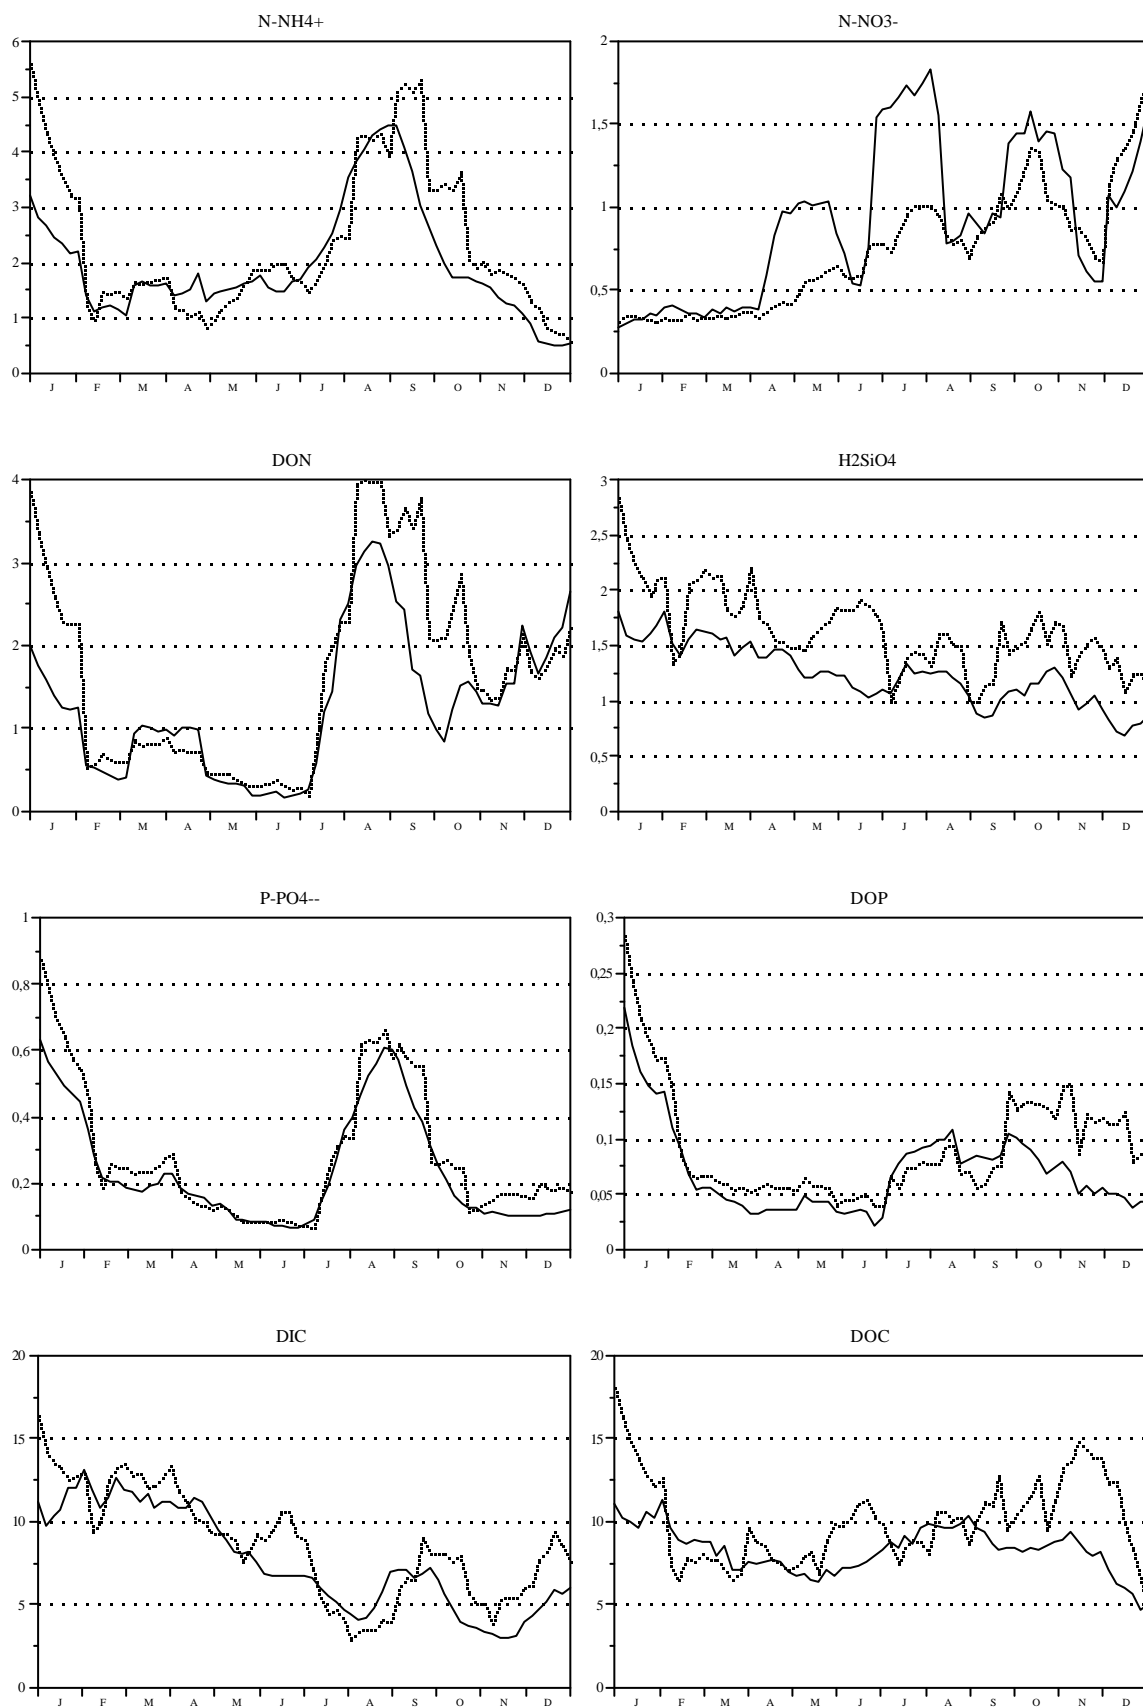 N-NH4+
6
5
4
3
2
1
0
J F M A M J J A S O N D
N-NO3-
2
1,5
1
0,5
0
J F M A M J J A S O N D
DON
4
3
2
1
0
J F M A M J J A S O N D
H2SiO4
3
2,5
2
1,5
1
0,5
0
J F M A M J J A S O N D
P-PO4--
1
0,8
0,6
0,4
0,2
0
J F M A M J J A S O N D
DOP
0,3
0,25
0,2
0,15
0,1
0,05
0
J F M A M J J A S O N D
DIC
20
15
10
5
0
J F M A M J J A S O N D
DOC
20
15
10
5
0
J F M A M J J A S O N D